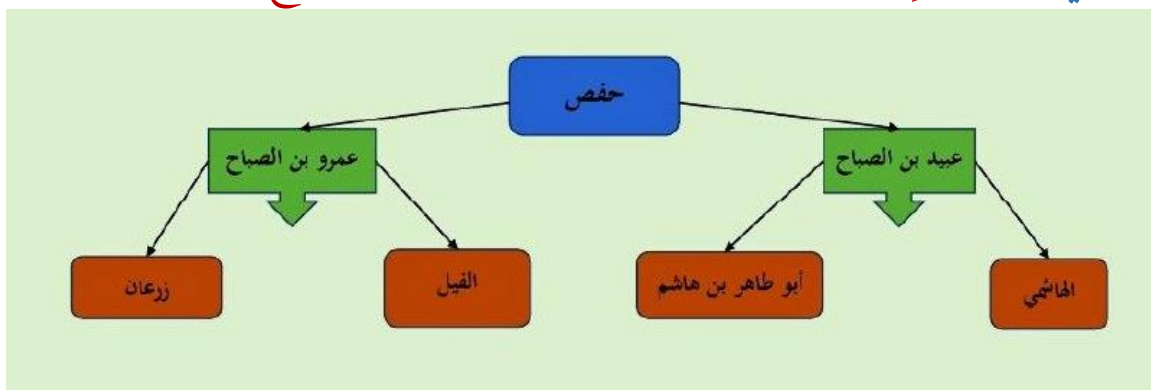 حفص
عبيد بن الصباح
عمرو بن الصباح
الهاشمي
أبو طاهر بن هاشم
الفيل
زرعان